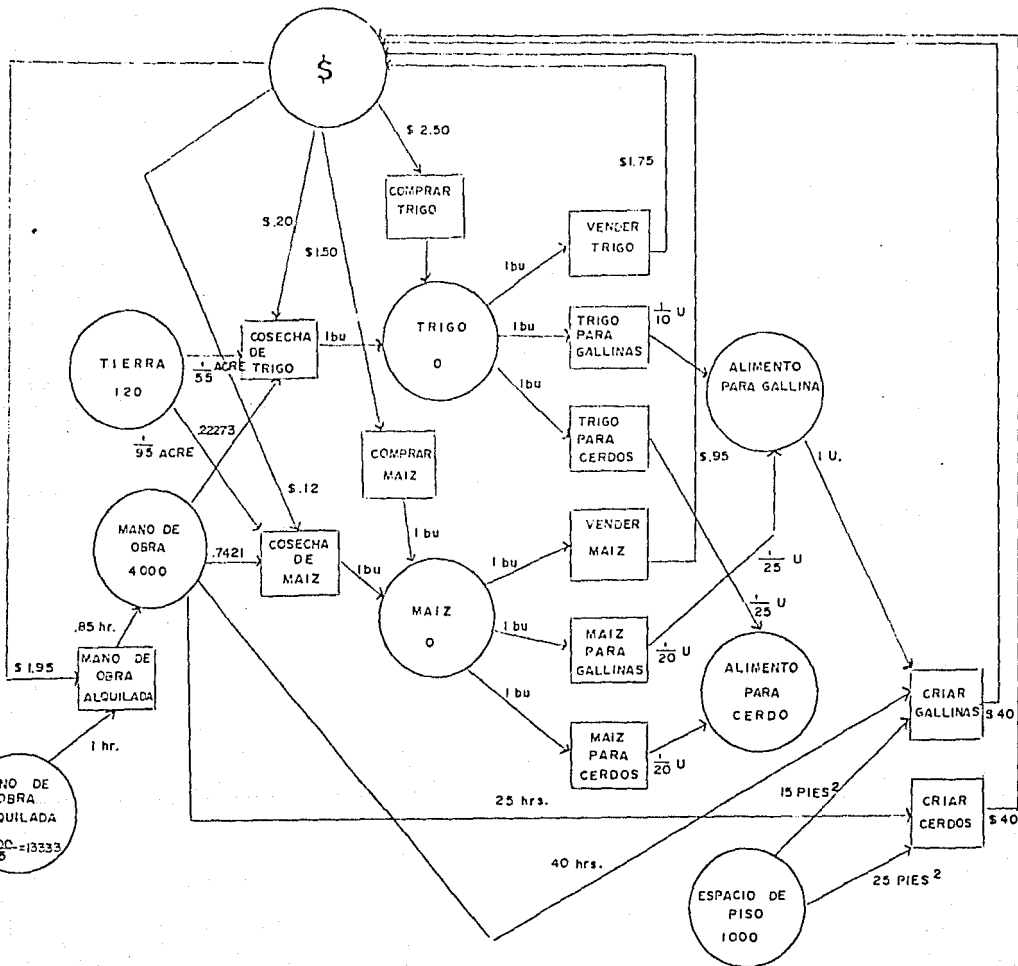 $
$ 2.50
$1.75
COMPRAR
TRIGO
$.20
$1.50
VENDER
TRIGO
1bu
TIERRA
120
1/55 ACRE
COSECHA
DE
TRIGO
1bu
TRIGO
0
1bu
TRIGO
PARA
GALLINAS
1/10 U
ALIMENTO
PARA GALLINA
1bu
TRIGO
PARA
CERDOS
.22273
1/95 ACRE
COMPRAR
MAIZ
$.95
1 U.
$.12
MANO DE
OBRA
4000
.7421
COSECHA
DE
MAIZ
1bu
1 bu
MAIZ
0
1 bu
VENDER
MAIZ
1/25 U
1/25 U
.85 hr.
$1.95
MANO DE
OBRA
ALQUILADA
1 bu
MAIZ
PARA
GALLINAS
1/20 U
ALIMENTO
PARA
CERDO
CRIAR
GALLINAS
$ 40
1 hr.
1 bu
MAIZ
PARA
CERDOS
1/20 U
NO DE
OBRA
QUILADA
=13333
25 hrs.
15 PIES²
CRIAR
CERDOS
$ 40
40 hrs.
25 PIES²
ESPACIO DE
PISO
1000